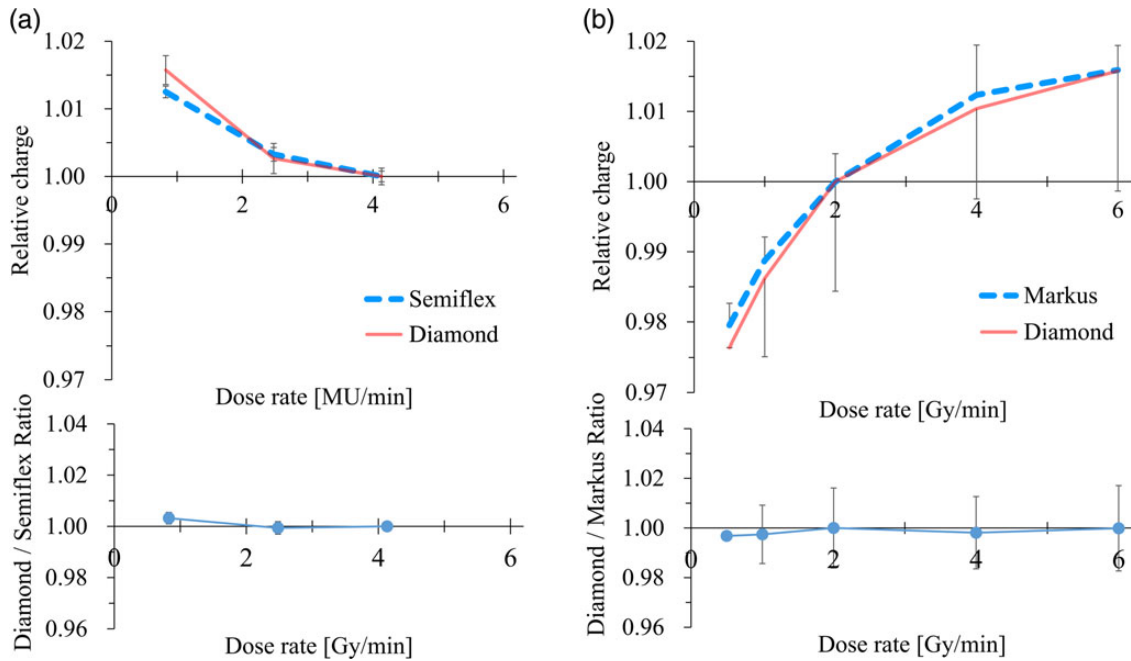 (a)
1.02
1.01
1.00
0.99
0.98
0.97
0
2
4
6
Relative charge
Semiflex
Diamond
Dose rate [MU/min]
1.04
1.02
1.00
0.98
0.96
0
2
4
6
Diamond / Semiflex Ratio
Dose rate [Gy/min]
(b)
1.02
1.01
1.00
0.99
0.98
0.97
0
2
4
6
Relative charge
Markus
Diamond
Dose rate [Gy/min]
1.04
1.02
1.00
0.98
0.96
0
2
4
6
Diamond / Markus Ratio
Dose rate [Gy/min]